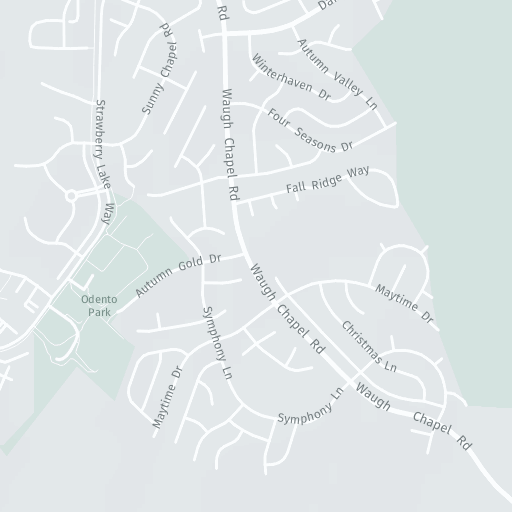 Rd
Da
Sunny Chapel Rd
Autumn Valley Ln
Winterhaven Dr
Strawberry Lake Way
Waugh Chapel Rd
Four Seasons Dr
Fall Ridge Way
Autumn Gold Dr
Odento
Park
Waugh Chapel Rd
Maytime Dr
Symphony Ln
Christmas Ln
Maytime Dr
Symphony Ln
Waugh Chapel Rd